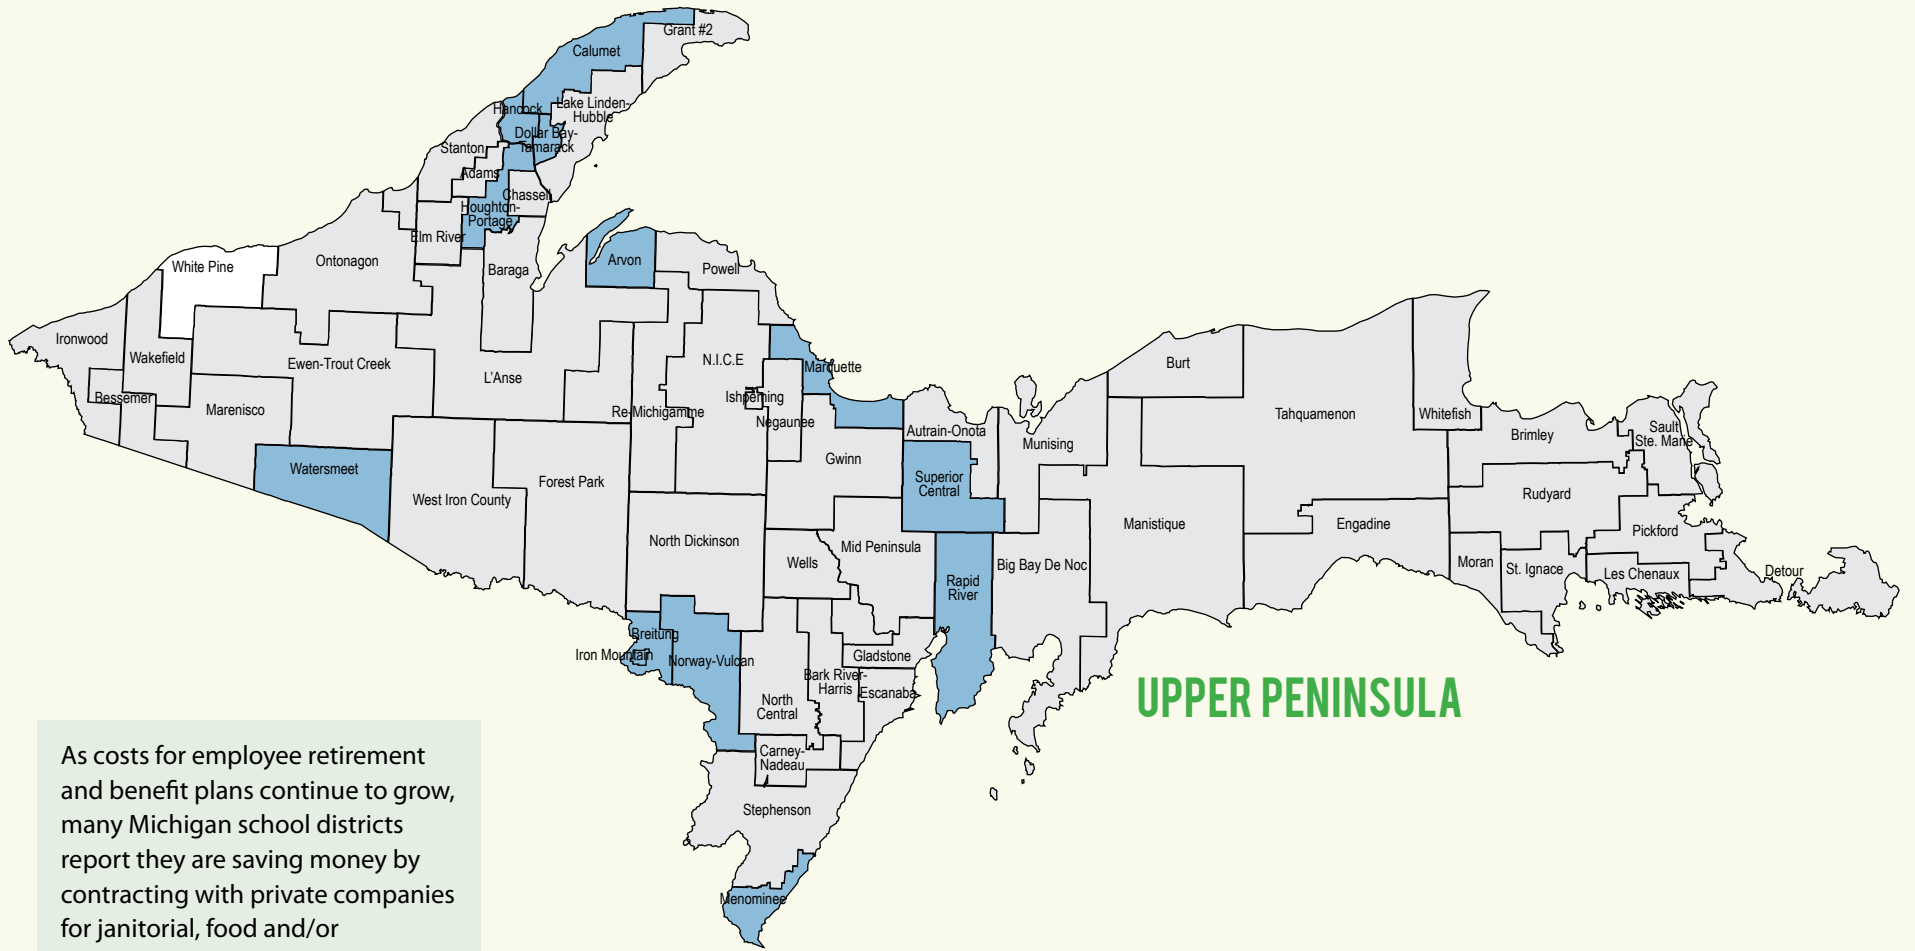 Grant #2
Calumet
Hancock
Lake Linden-
Hubble
Dollar Bay-
Tamarack
Stanton
Adams
Chassell
Houghton-
Portage
Elm River
Ontonagon
White Pine
Baraga
Arvon
Powell
Ironwood
Wakefield
Ewen-Trout Creek
L'Anse
N.I.C.E
Marquette
Burt
Bessemer
Marenisco
Re-Michigamme
Ishpeming
Negaunee
Autrain-Onota
Munising
Tahquamenon
Whitefish
Brimley
Sault
Ste. Marie
Watersmeet
West Iron County
Forest Park
Gwinn
Superior
Central
Rudyard
Manistique
Engadine
Pickford
North Dickinson
Wells
Mid Peninsula
Rapid
River
Big Bay De Noc
Moran
St. Ignace
Les Chenaux
Detour
Breitung
Iron Mountain
Norway-Vulcan
Gladstone
Bark River-
Harris
Escanaba
North
Central
Carney-
Nadeau
Stephenson
Menominee
UPPER PENINSULA
As costs for employee retirement
and benefit plans continue to grow,
many Michigan school districts
report they are saving money by
contracting with private companies
for janitorial, food and/or